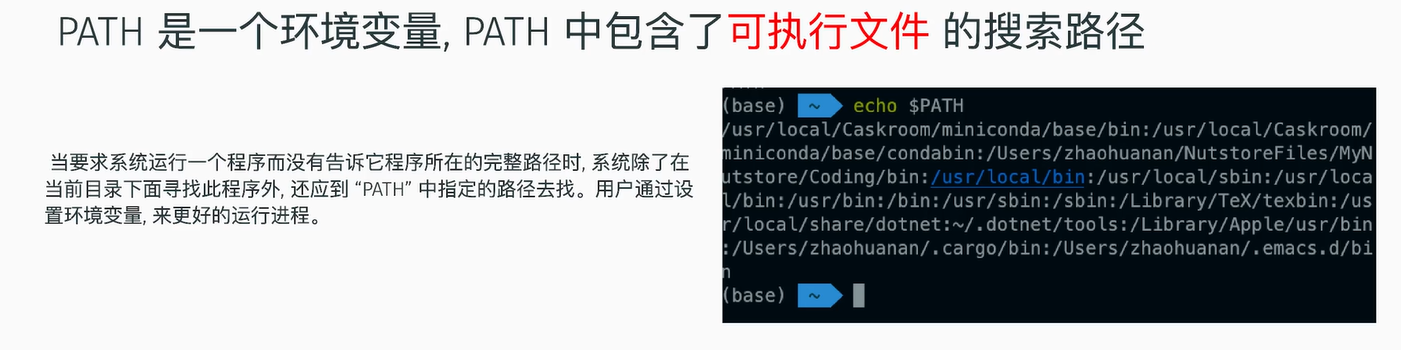 PATH 是一个环境变量, PATH 中包含了可执行文件 的搜索路径
当要求系统运行一个程序而没有告诉它程序所在的完整路径时, 系统除了在
当前目录下面寻找此程序外, 还应到 “PATH” 中指定的路径去找。用户通过设
置环境变量, 来更好的运行进程。
(base) ~ echo $PATH
/usr/local/Caskroom/miniconda/base/bin:/usr/local/Caskroom/
miniconda/base/condabin:/Users/zhaohuanan/NutstoreFiles/MyN
utstore/Coding/bin:/usr/local/bin:/usr/local/sbin:/usr/loca
l/bin:/usr/bin:/bin:/usr/sbin:/sbin:/Library/TeX/texbin:/us
r/local/share/dotnet:~/.dotnet/tools:/Library/Apple/usr/bin
:/Users/zhaohuanan/.cargo/bin:/Users/zhaohuanan/.emacs.d/bi
n
(base) ~